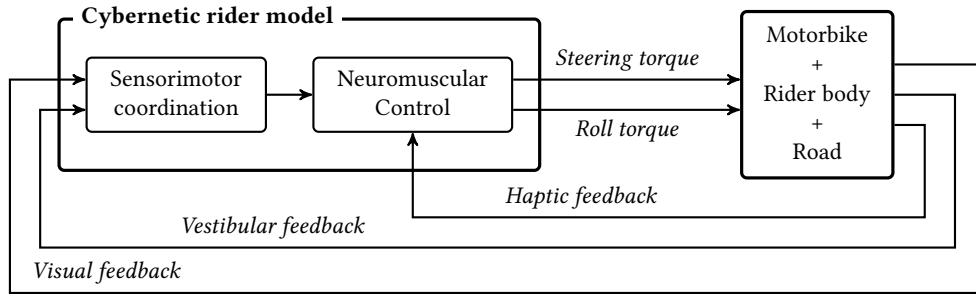 Cybernetic rider model
Sensorimotor
coordination
Neuromuscular
Control
Steering torque
Roll torque
Motorbike
+
Rider body
+
Road
Haptic feedback
Vestibular feedback
Visual feedback